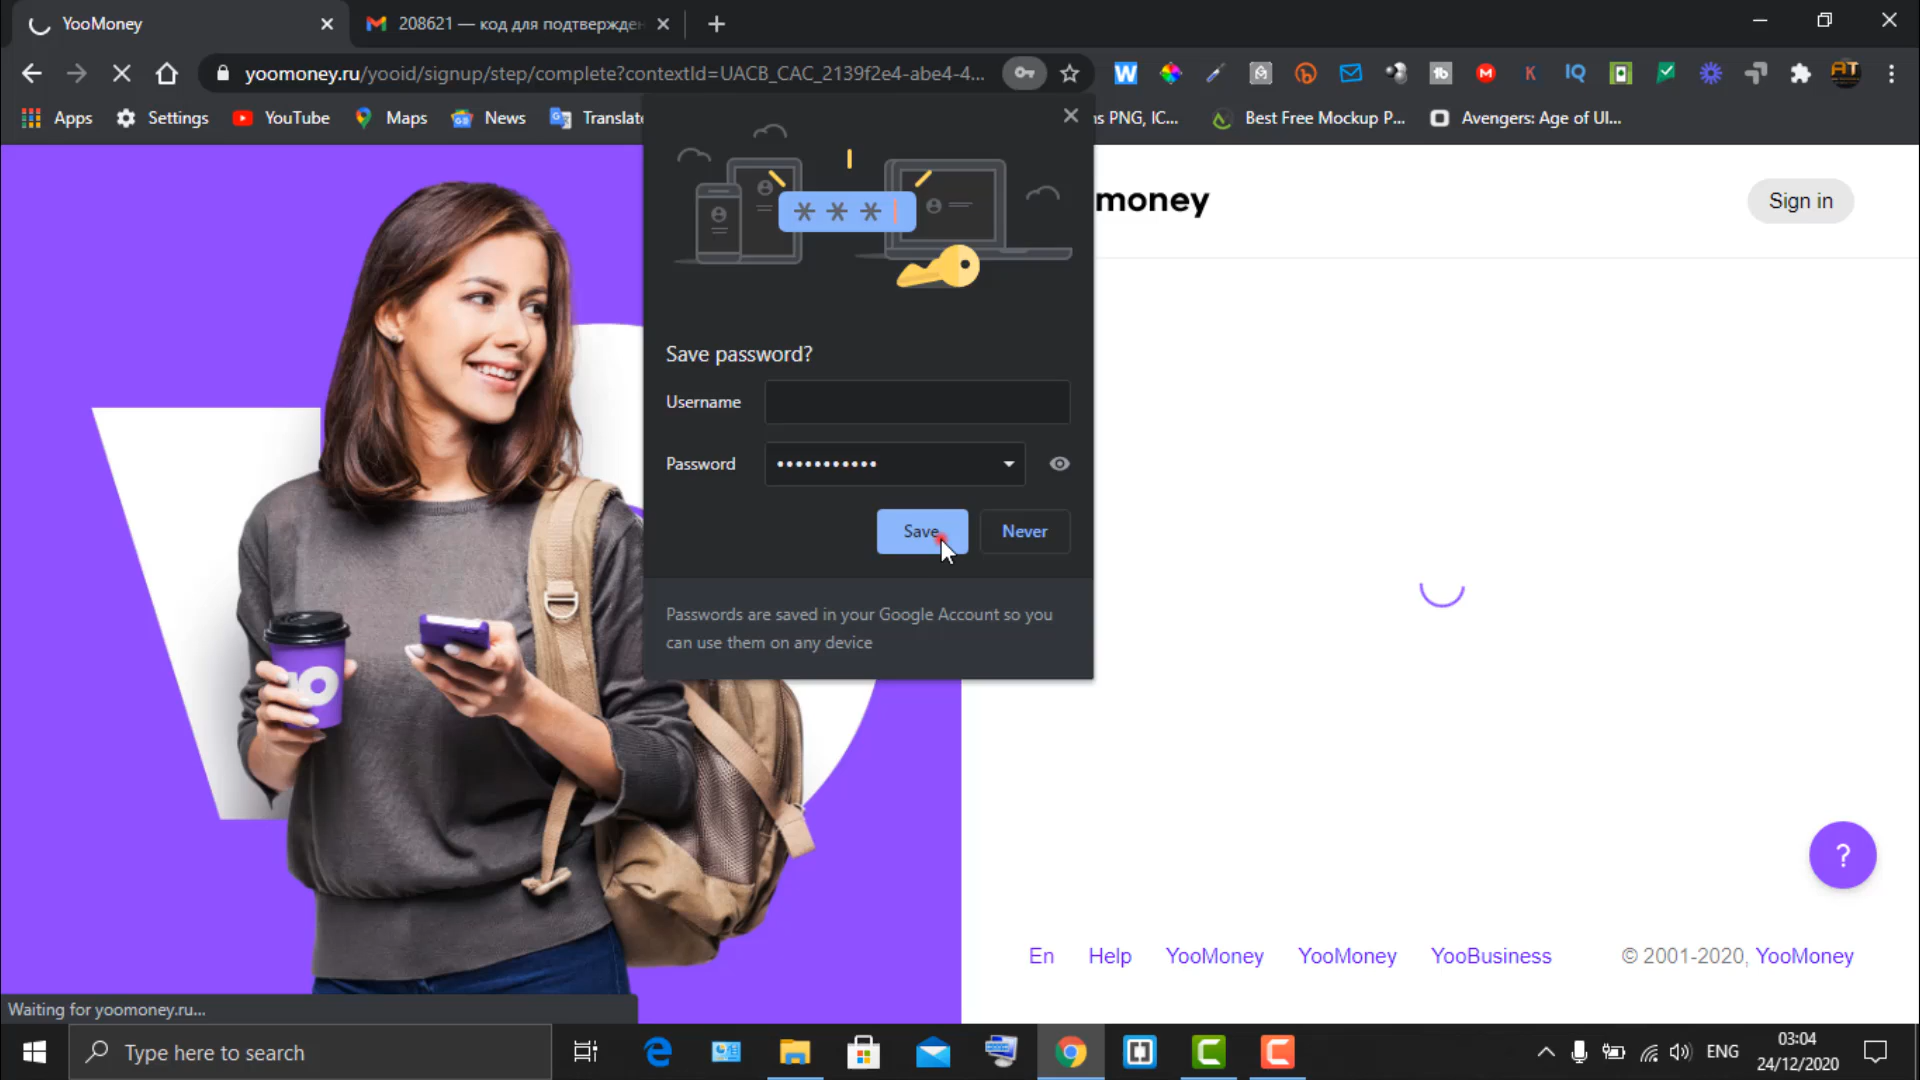 YooMoney
208621 — код для подтвержде
yoomoney.ru/yooid/signup/step/complete?contextId=UACB_CAC_2139f2e4-abe4-4...
Apps
Settings
YouTube
Maps
News
Translat
s PNG, IC...
Best Free Mockup P...
Avengers: Age of Ul...
money
Sign in
* * *
Save password?
Username
Password
•••••••••••
Save
Never
Passwords are saved in your Google Account so you
can use them on any device
?
En
Help
YooMoney
YooMoney
YooBusiness
© 2001-2020, YooMoney
Waiting for yoomoney.ru...
Type here to search
ENG
03:04
24/12/2020